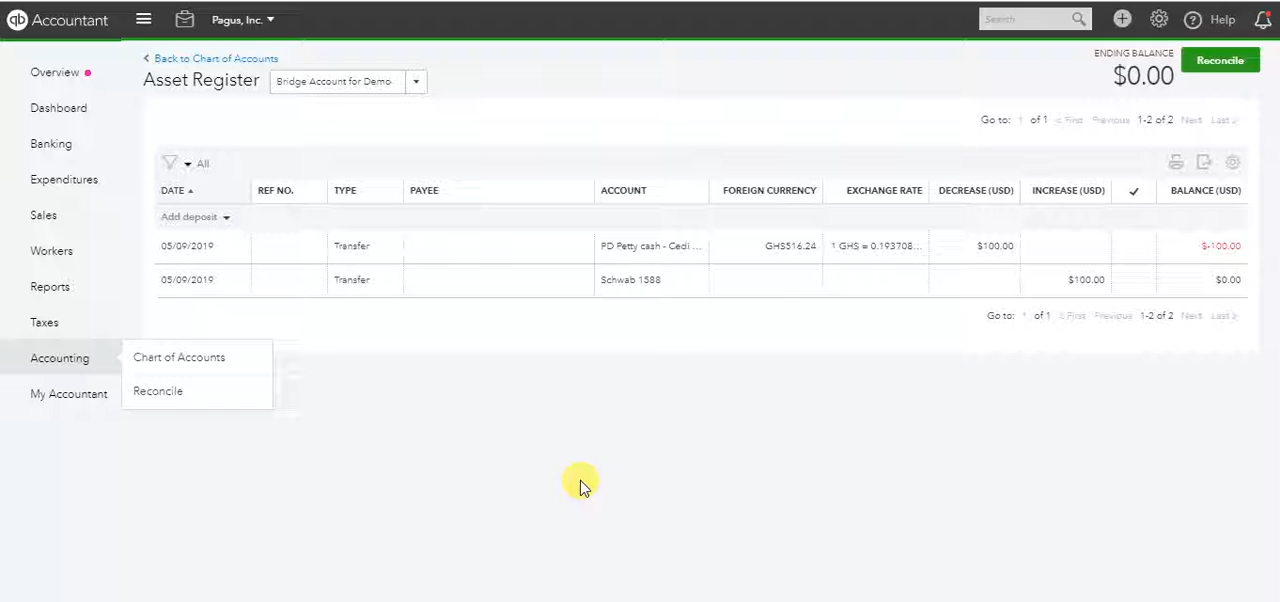 qb Accountant Pagus, Inc. Search Help
Overview
Dashboard
Banking
Expenditures
Sales
Workers
Reports
Taxes
Accounting
My Accountant
Chart of Accounts
Reconcile
Back to Chart of Accounts
Asset Register Bridge Account for Demo
ENDING BALANCE
$0.00
Reconcile
Go to: 1 of 1 < First Previous 1-2 of 2 Next Last >
All
DATE REF NO. TYPE PAYEE ACCOUNT FOREIGN CURRENCY EXCHANGE RATE DECREASE (USD) INCREASE (USD) ✓ BALANCE (USD)
Add deposit
05/09/2019 Transfer PD Petty cash - Cedi ... GHS516.24 1 GHS = 0.193708... $100.00 $-100.00
05/09/2019 Transfer Schwab 1588 $100.00 $0.00
Go to: 1 of 1 < First Previous 1-2 of 2 Next Last >